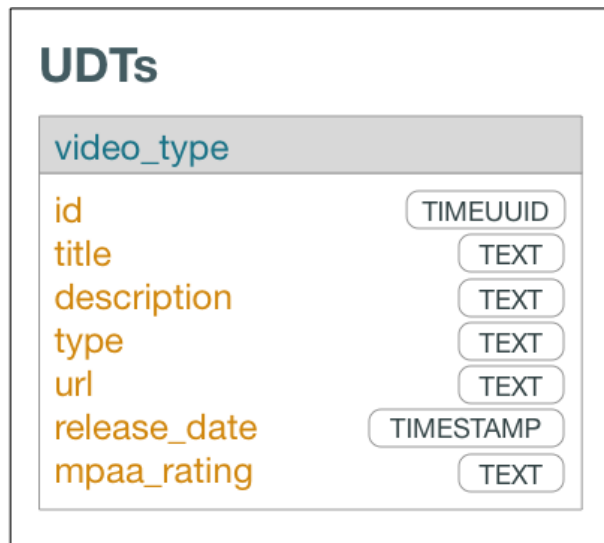 UDTs
video_type
id TIMEUUID
title TEXT
description TEXT
type TEXT
url TEXT
release_date TIMESTAMP
mpaa_rating TEXT